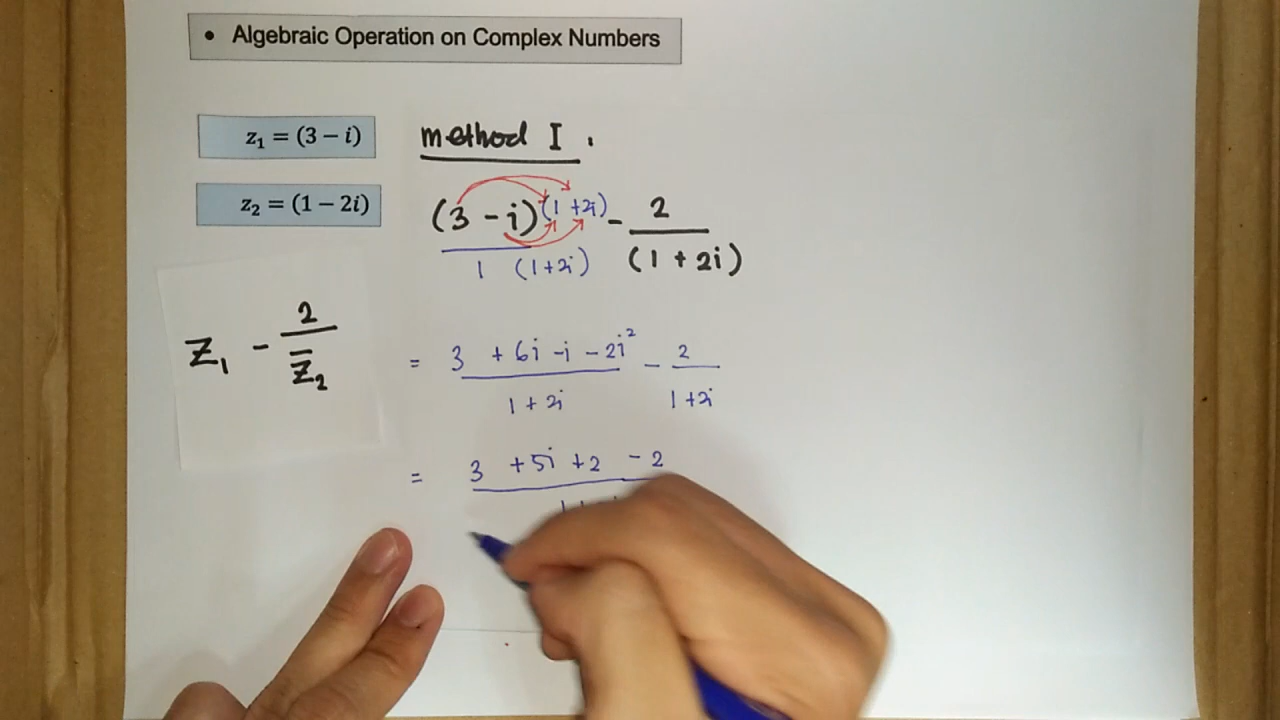 • Algebraic Operation on Complex Numbers
z₁ = (3 − i)
z₂ = (1 − 2i)
z₁ - 2/z̄₂
method I .
(3 - i)(1 + 2i) / 1 (1+2i) - 2 / (1 + 2i)
= 3 + 6i - i - 2i² / 1 + 2i - 2 / 1 + 2i
= 3 + 5i + 2 - 2